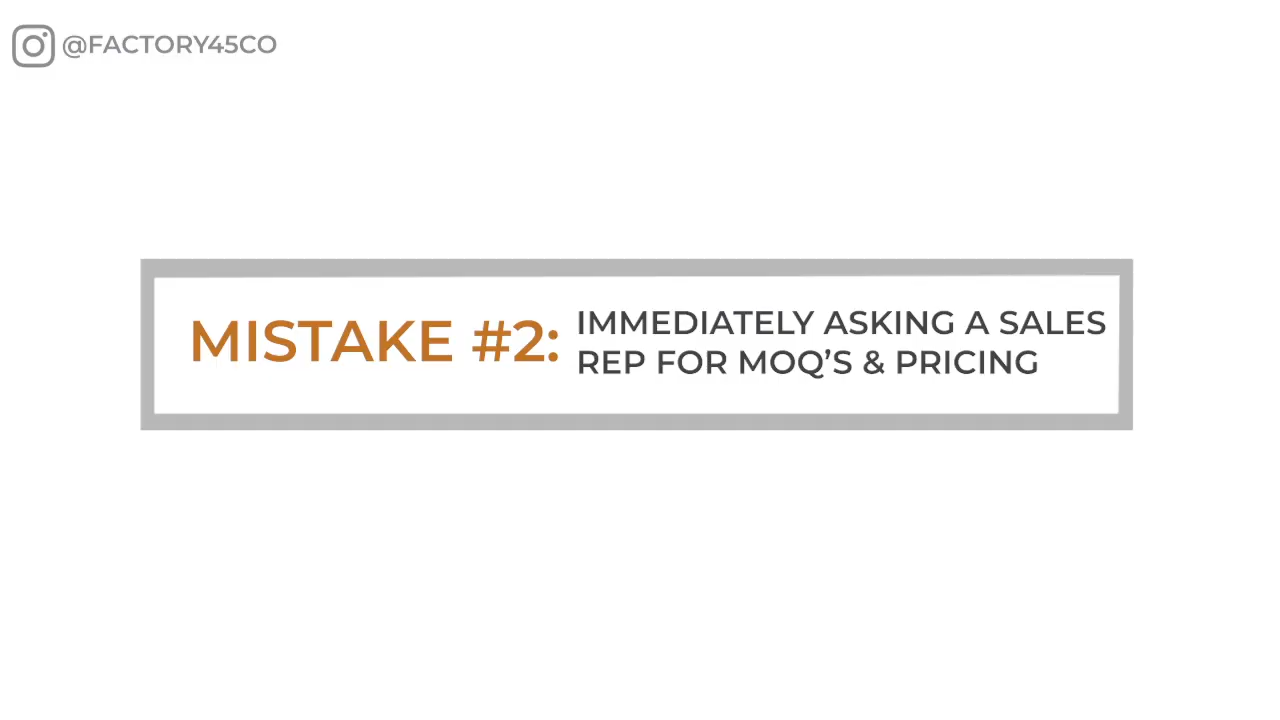 @FACTORY45CO
MISTAKE #2:
IMMEDIATELY ASKING A SALES
REP FOR MOQ’S & PRICING